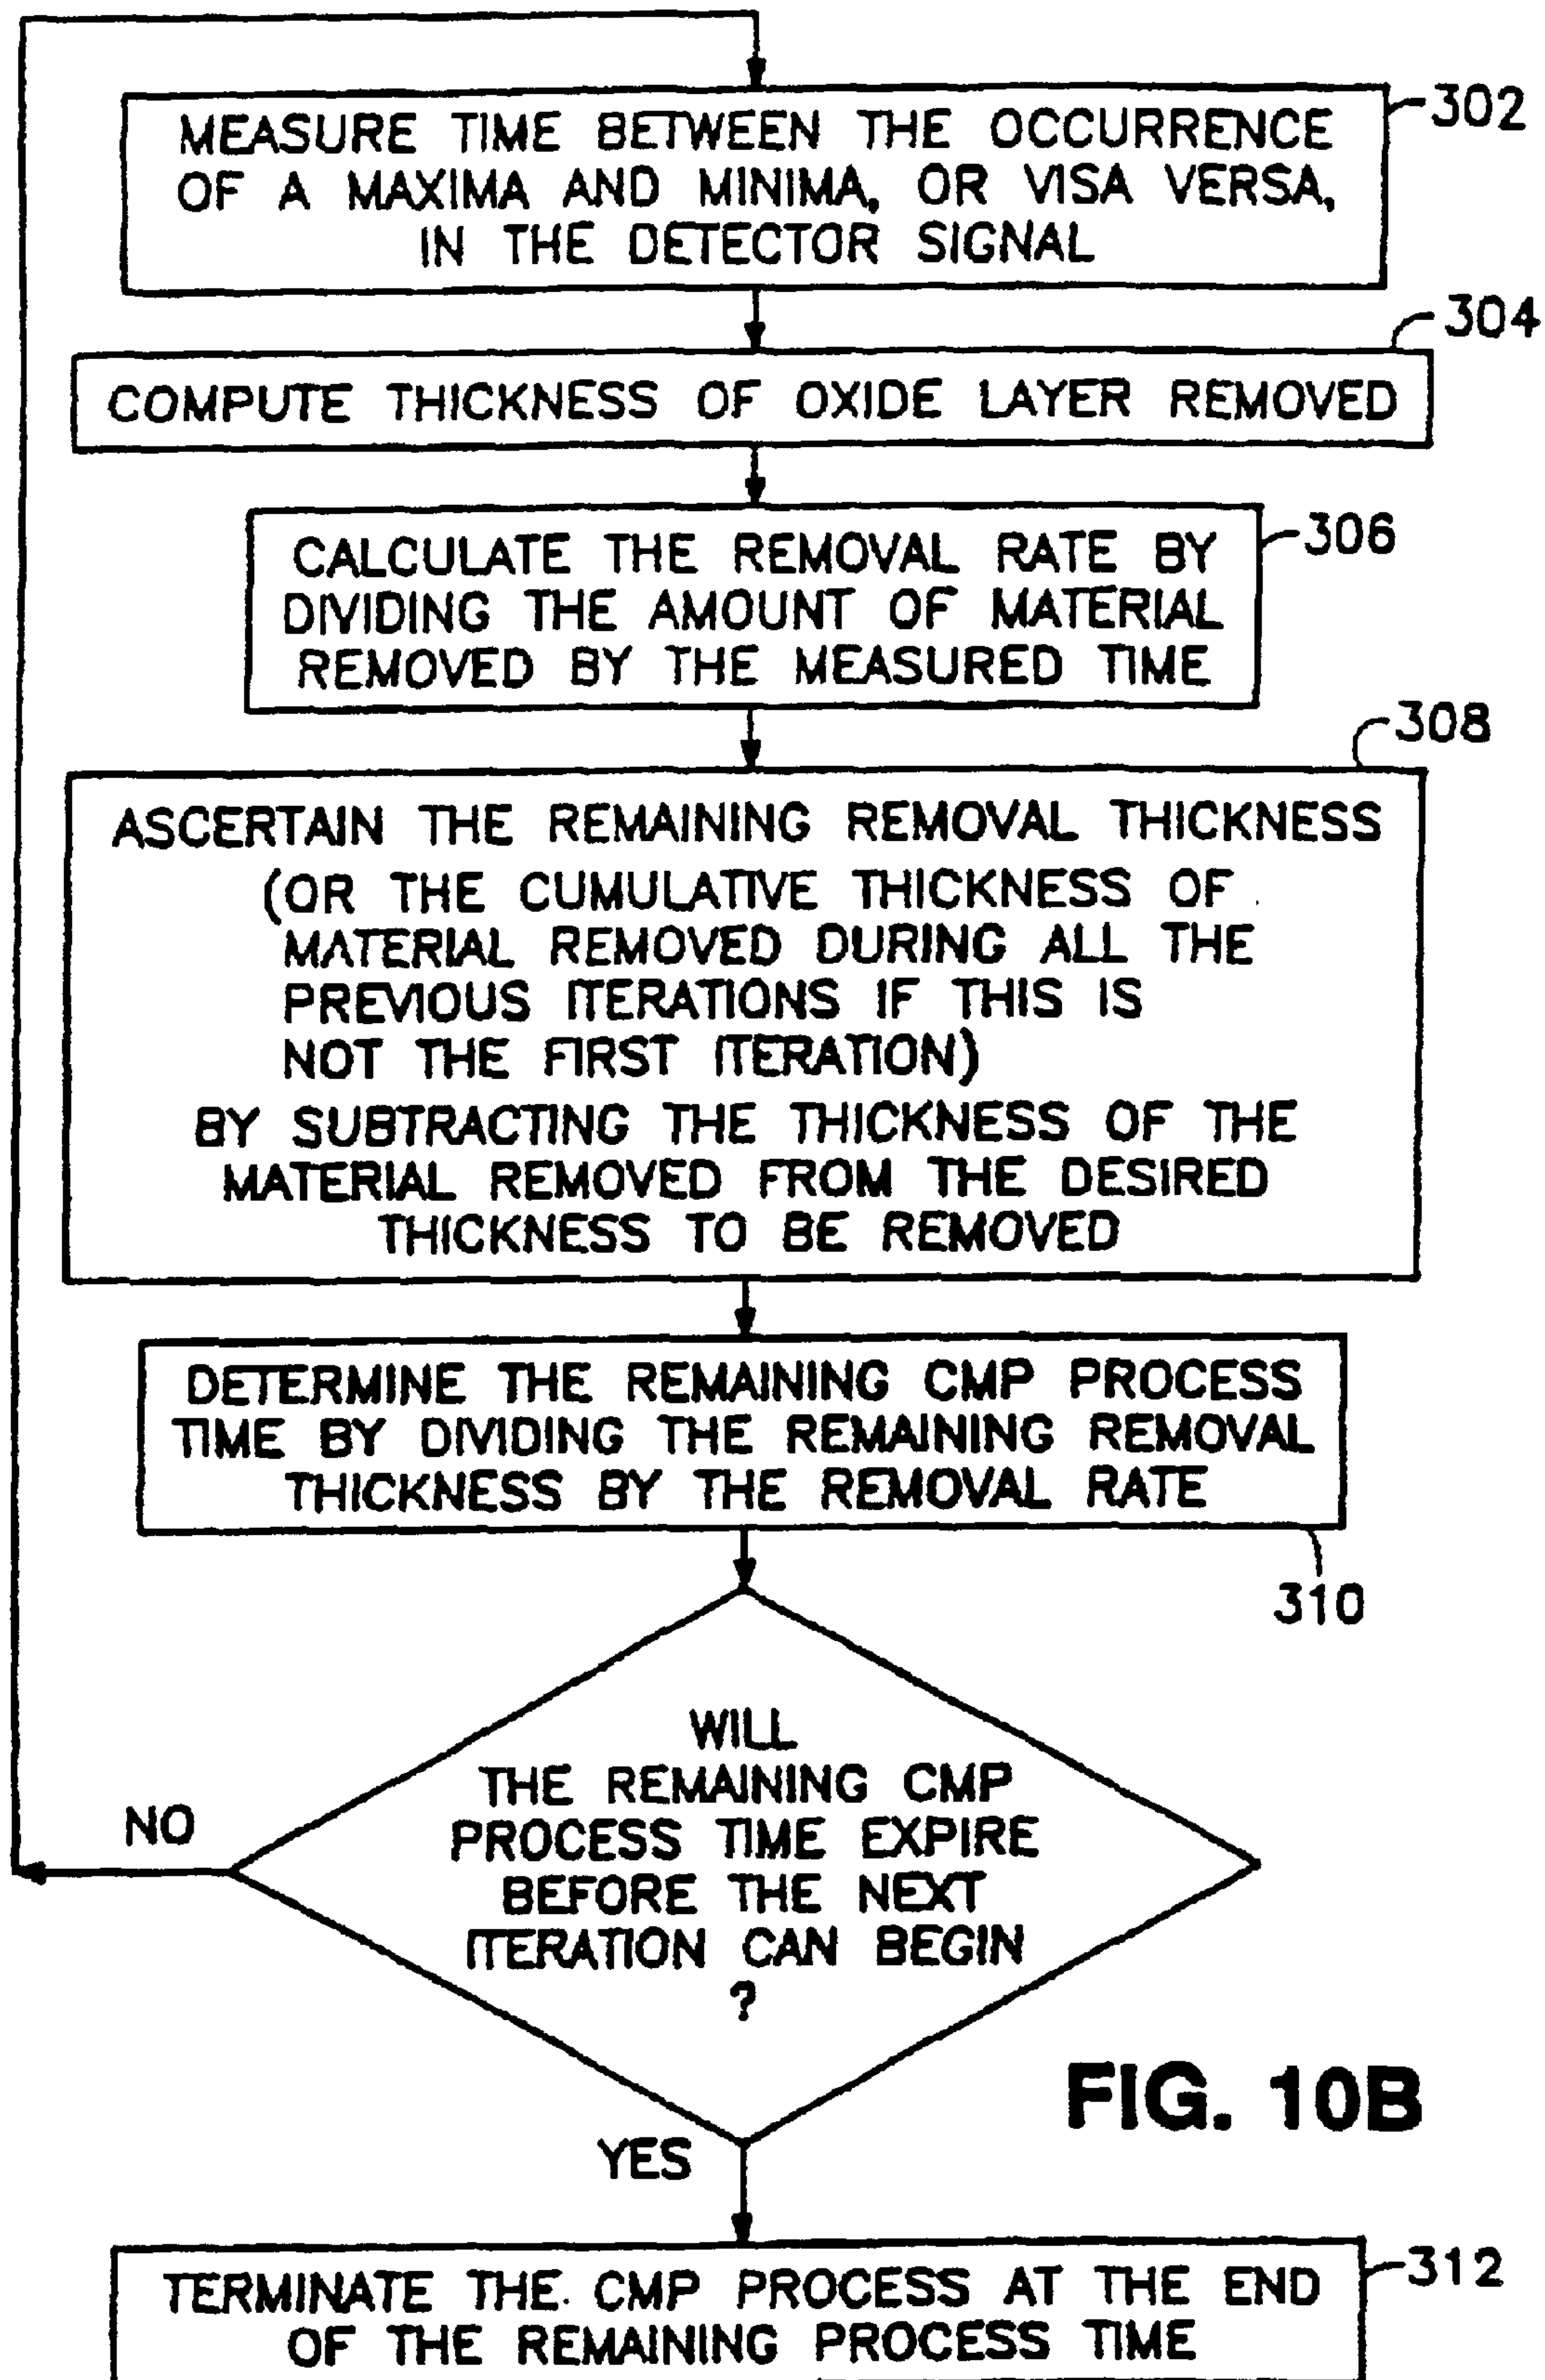 302
MEASURE TIME BETWEEN THE OCCURRENCE
OF A MAXIMA AND MINIMA, OR VISA VERSA,
IN THE DETECTOR SIGNAL
304
COMPUTE THICKNESS OF OXIDE LAYER REMOVED
306
CALCULATE THE REMOVAL RATE BY
DIVIDING THE AMOUNT OF MATERIAL
REMOVED BY THE MEASURED TIME
308
ASCERTAIN THE REMAINING REMOVAL THICKNESS
(OR THE CUMULATIVE THICKNESS OF
MATERIAL REMOVED DURING ALL THE
PREVIOUS ITERATIONS IF THIS IS
NOT THE FIRST ITERATION)
BY SUBTRACTING THE THICKNESS OF THE
MATERIAL REMOVED FROM THE DESIRED
THICKNESS TO BE REMOVED
DETERMINE THE REMAINING CMP PROCESS
TIME BY DIVIDING THE REMAINING REMOVAL
THICKNESS BY THE REMOVAL RATE
310
WILL
THE REMAINING CMP
PROCESS TIME EXPIRE
BEFORE THE NEXT
ITERATION CAN BEGIN
?
NO
YES
FIG. 10B
312
TERMINATE THE CMP PROCESS AT THE END
OF THE REMAINING PROCESS TIME